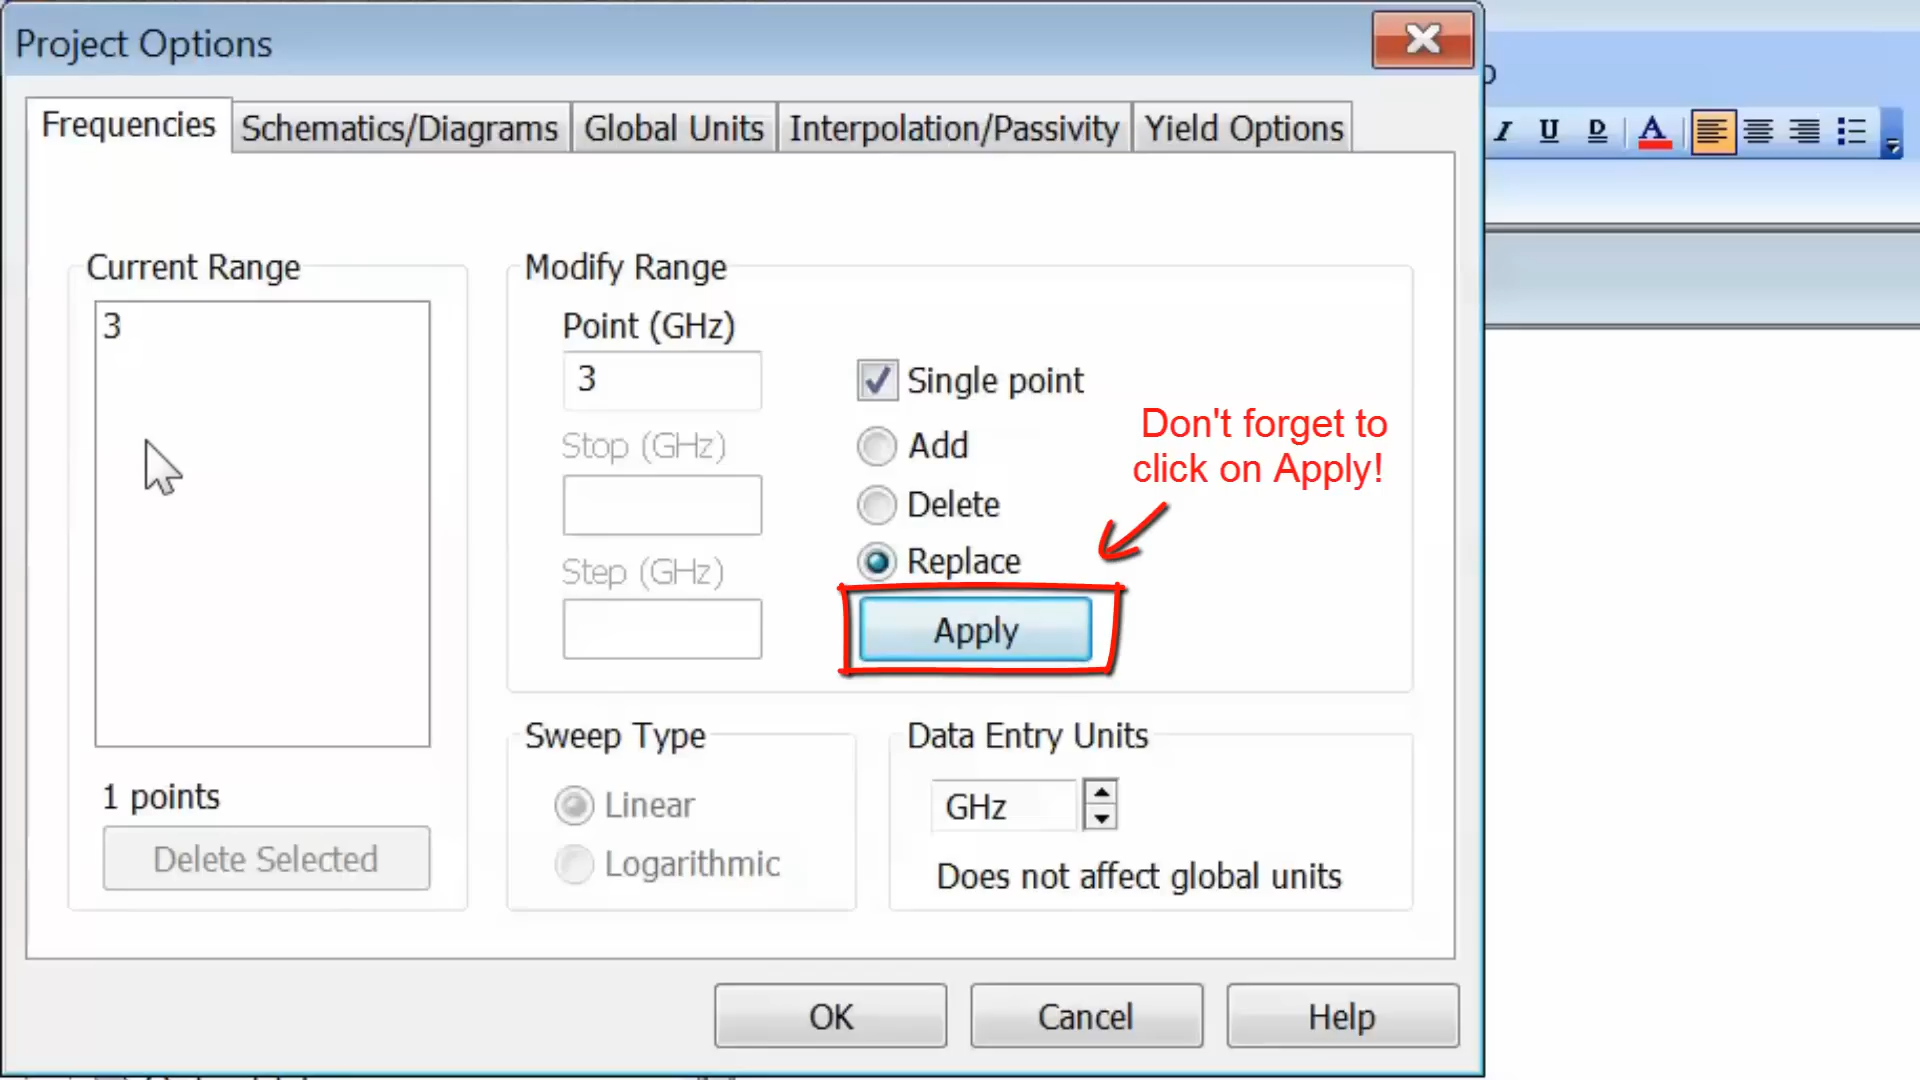 Project Options
Frequencies Schematics/Diagrams Global Units Interpolation/Passivity Yield Options
Current Range
3
1 points
Delete Selected
Modify Range
Point (GHz)
3
Stop (GHz)
Step (GHz)
Single point
Add
Delete
Replace
Apply
Don't forget to
click on Apply!
Sweep Type
Linear
Logarithmic
Data Entry Units
GHz
Does not affect global units
OK Cancel Help
I U D A